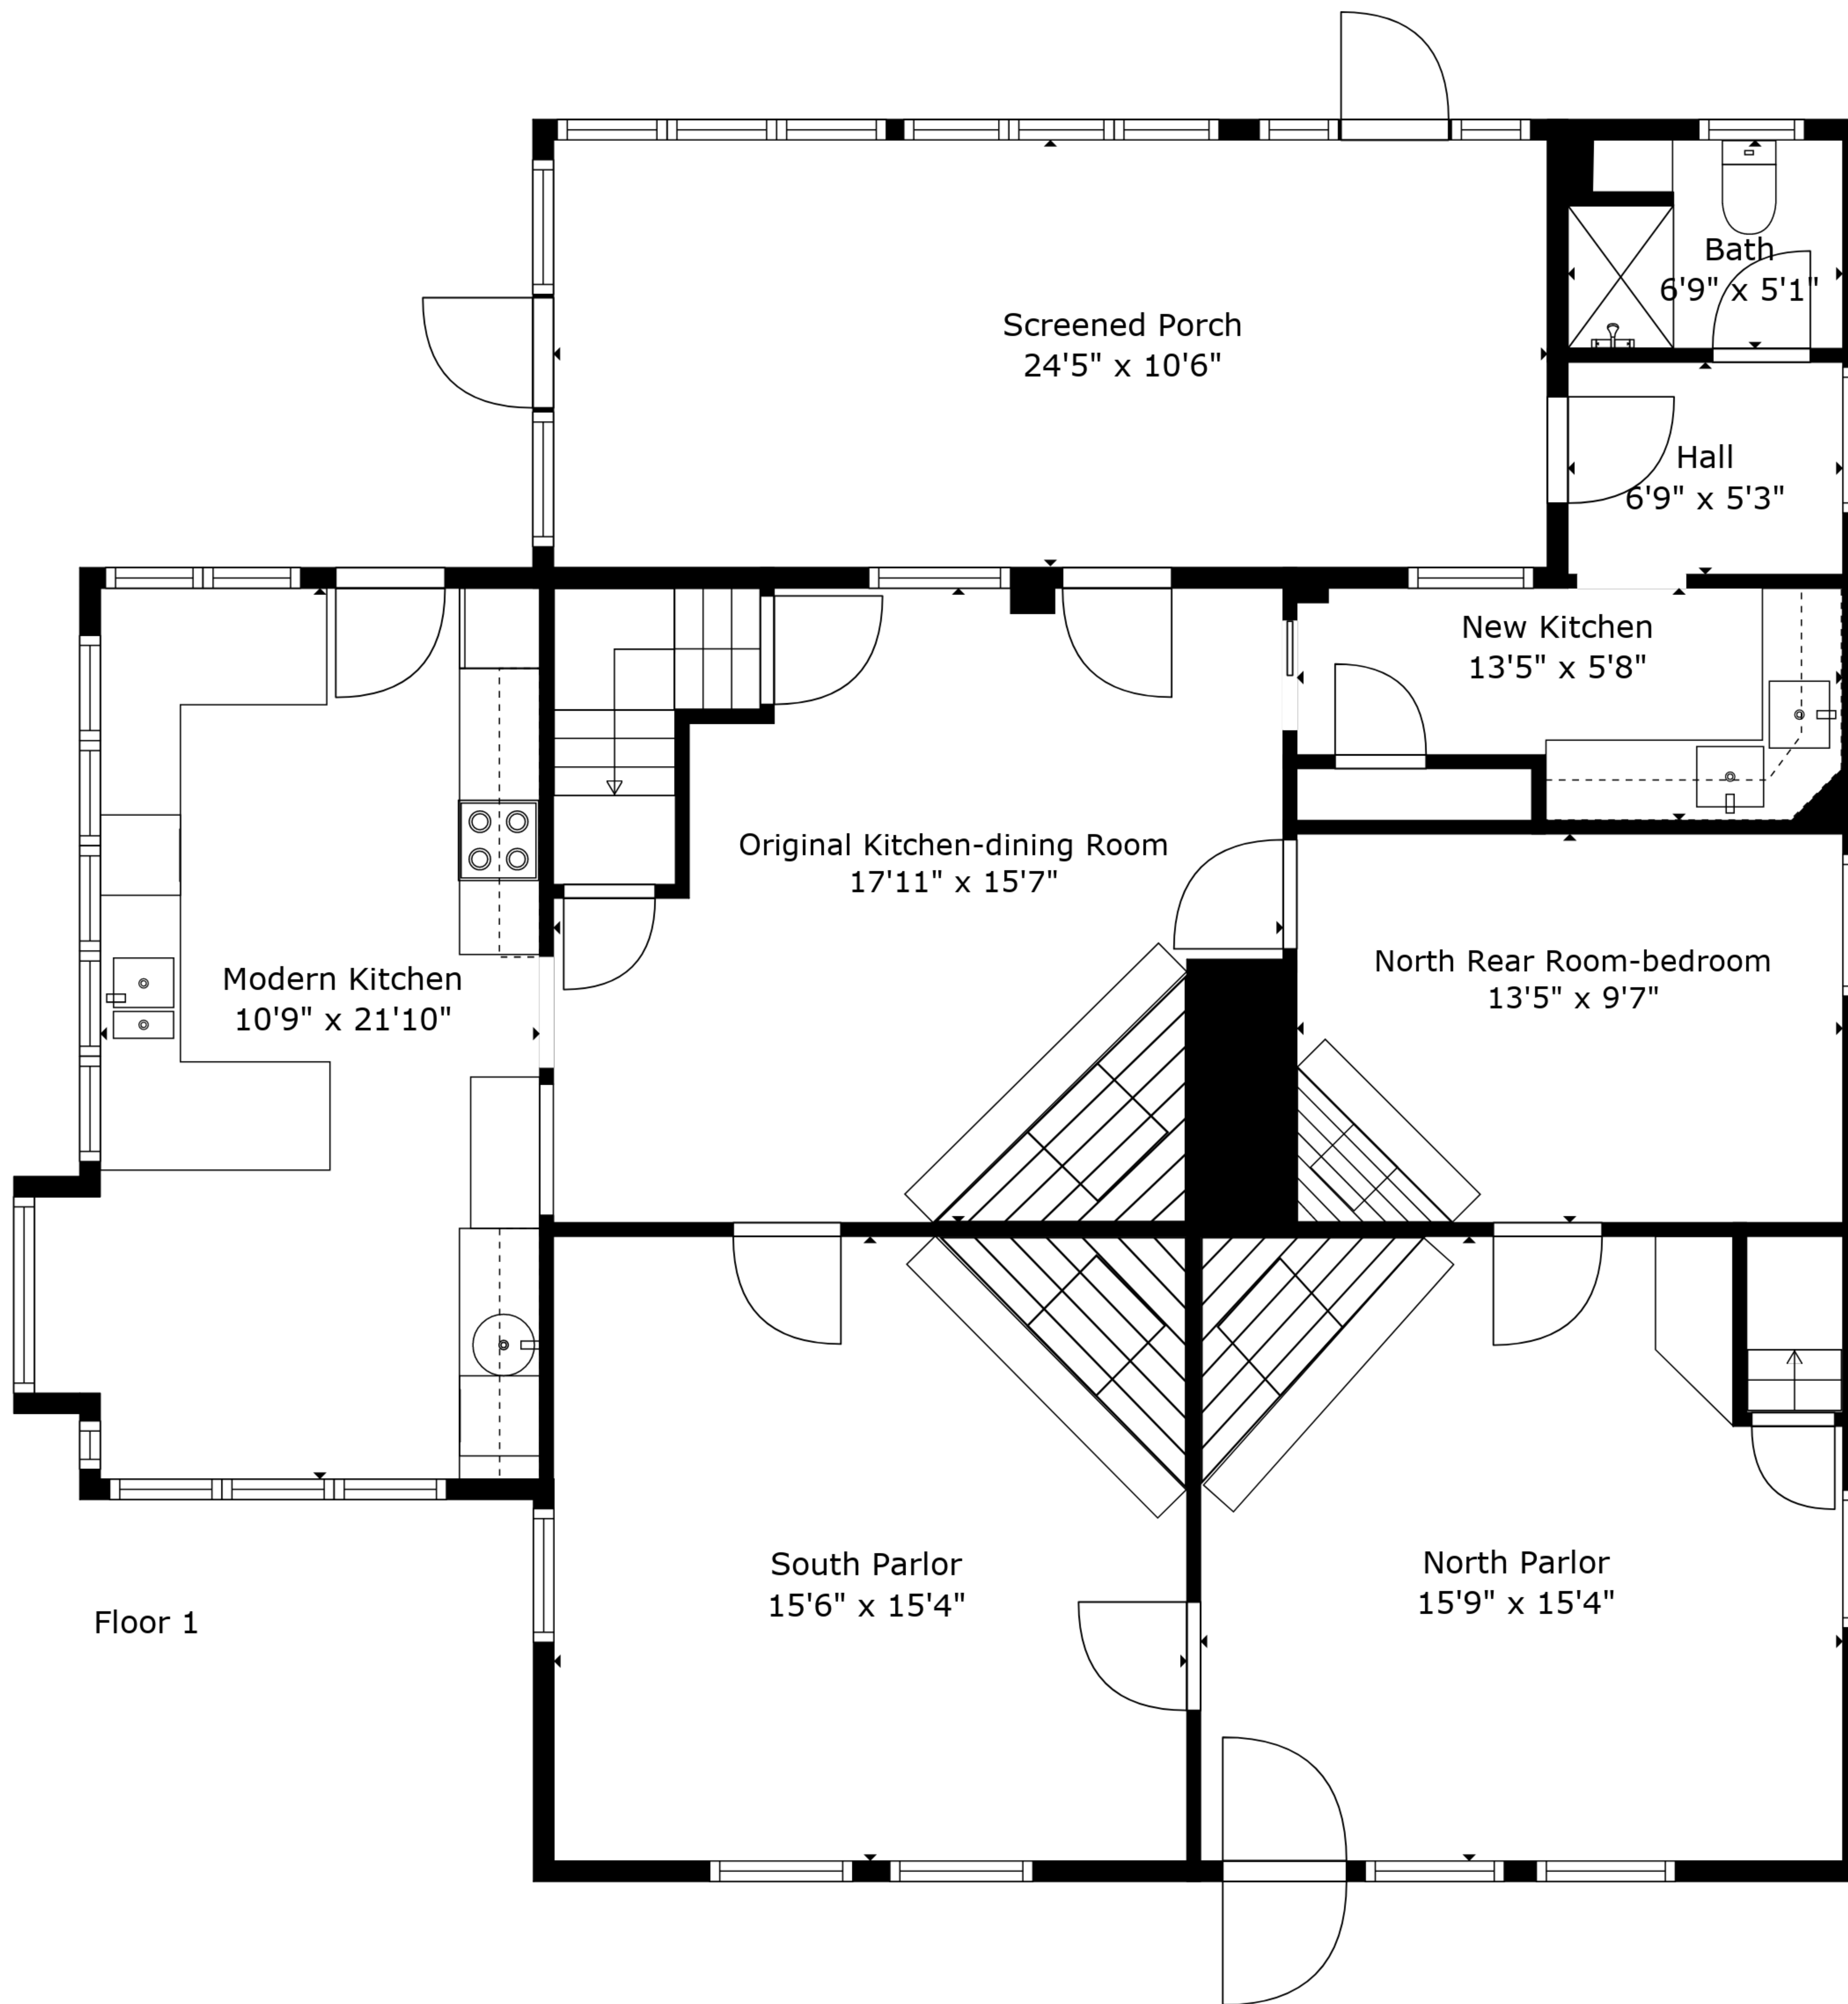 Screened Porch
24'5" x 10'6"
Bath
6'9" x 5'1"
Hall
6'9" x 5'3"
New Kitchen
13'5" x 5'8"
Original Kitchen-dining Room
17'11" x 15'7"
North Rear Room-bedroom
13'5" x 9'7"
Modern Kitchen
10'9" x 21'10"
South Parlor
15'6" x 15'4"
North Parlor
15'9" x 15'4"
Floor 1